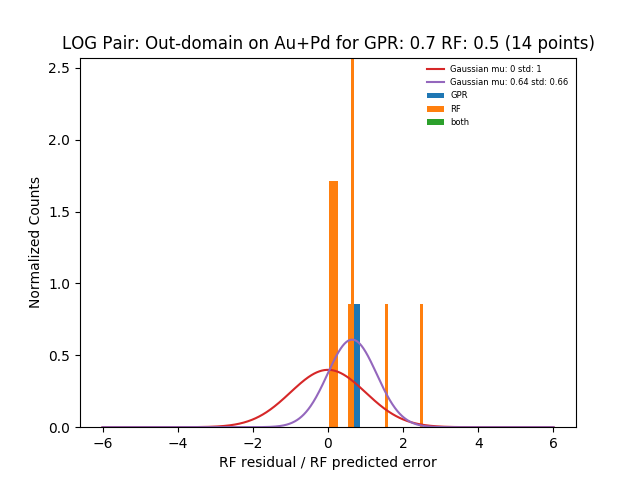 LOG Pair: Out-domain on Au+Pd for GPR: 0.7 RF: 0.5 (14 points)
Gaussian mu: 0 std: 1
Gaussian mu: 0.64 std: 0.66
GPR
RF
both
Normalized Counts
2.5
2.0
1.5
1.0
0.5
0.0
−6 −4 −2 0 2 4 6
RF residual / RF predicted error